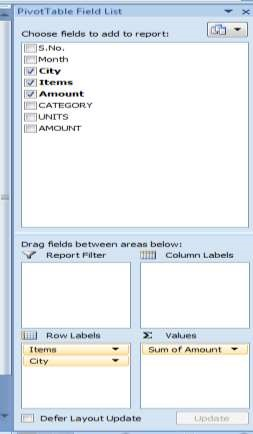 PivotTable Field List
Choose fields to add to report:
S.No.
Month
City
Items
Amount
CATEGORY
UNITS
AMOUNT
Drag fields between areas below:
Report Filter Column Labels
Row Labels Σ Values
Items Sum of Amount
City
Defer Layout Update Update